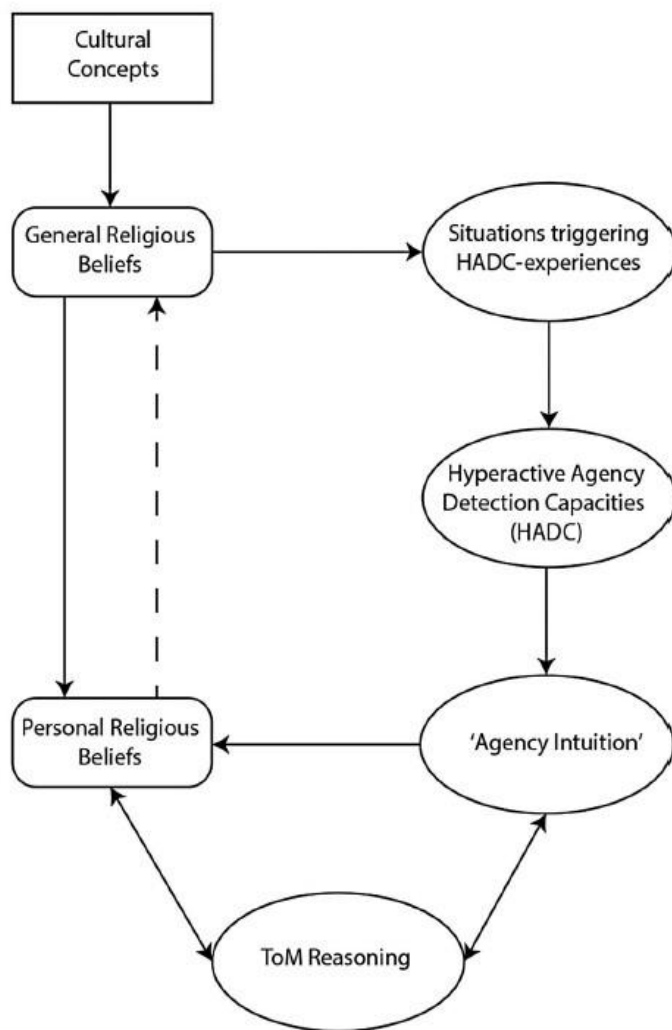 Cultural
Concepts
General Religious
Beliefs
Situations triggering
HADC-experiences
Hyperactive Agency
Detection Capacities
(HADC)
Personal Religious
Beliefs
'Agency Intuition'
ToM Reasoning